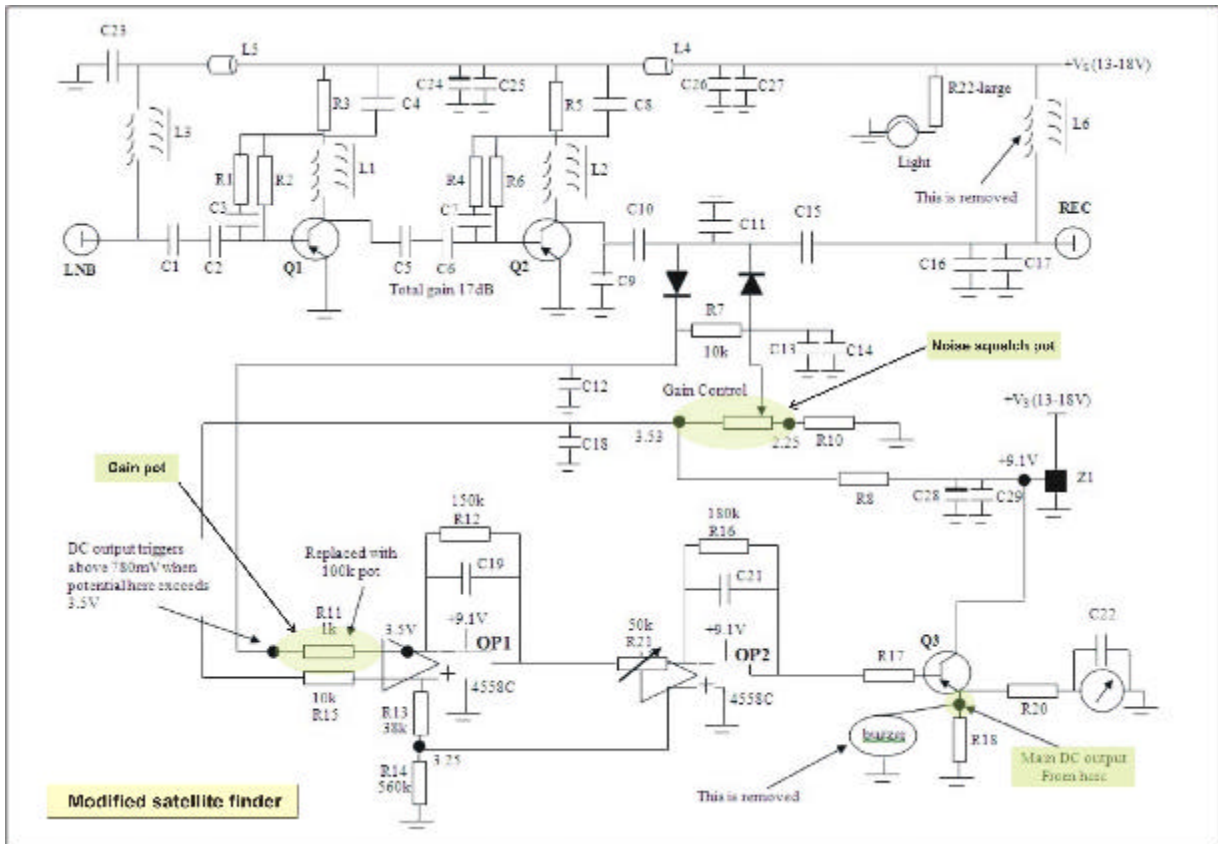 C23
L5
L4
+Vs (13-18V)
R3
C4
C24
C25
R5
C8
C26
C27
R22-large
L3
L6
Light
R1
R2
L1
R4
R6
L2
This is removed
C3
C7
C10
C11
C15
REC
LNB
C1
C2
Q1
C5
C6
Q2
C9
C16
C17
Total gain 17dB
R7
10k
C13
C14
Noise squelch pot
C12
Gain Control
+Vs (13-18V)
3.53
2.25
R10
C18
+9.1V
Gain pot
R8
C28
C29
Z1
150k
R12
180k
R16
DC output triggers
above 780mV when
potential here exceeds
3.5V
Replaced with
100k pot
C19
C21
C22
R11
1k
3.5V
+9.1V
OP1
50k
R21
+9.1V
OP2
Q3
R17
4558C
4558C
10k
R15
R13
38k
R20
buzzer
R18
3.25
R14
560k
Main DC output
From here
This is removed
Modified satellite finder